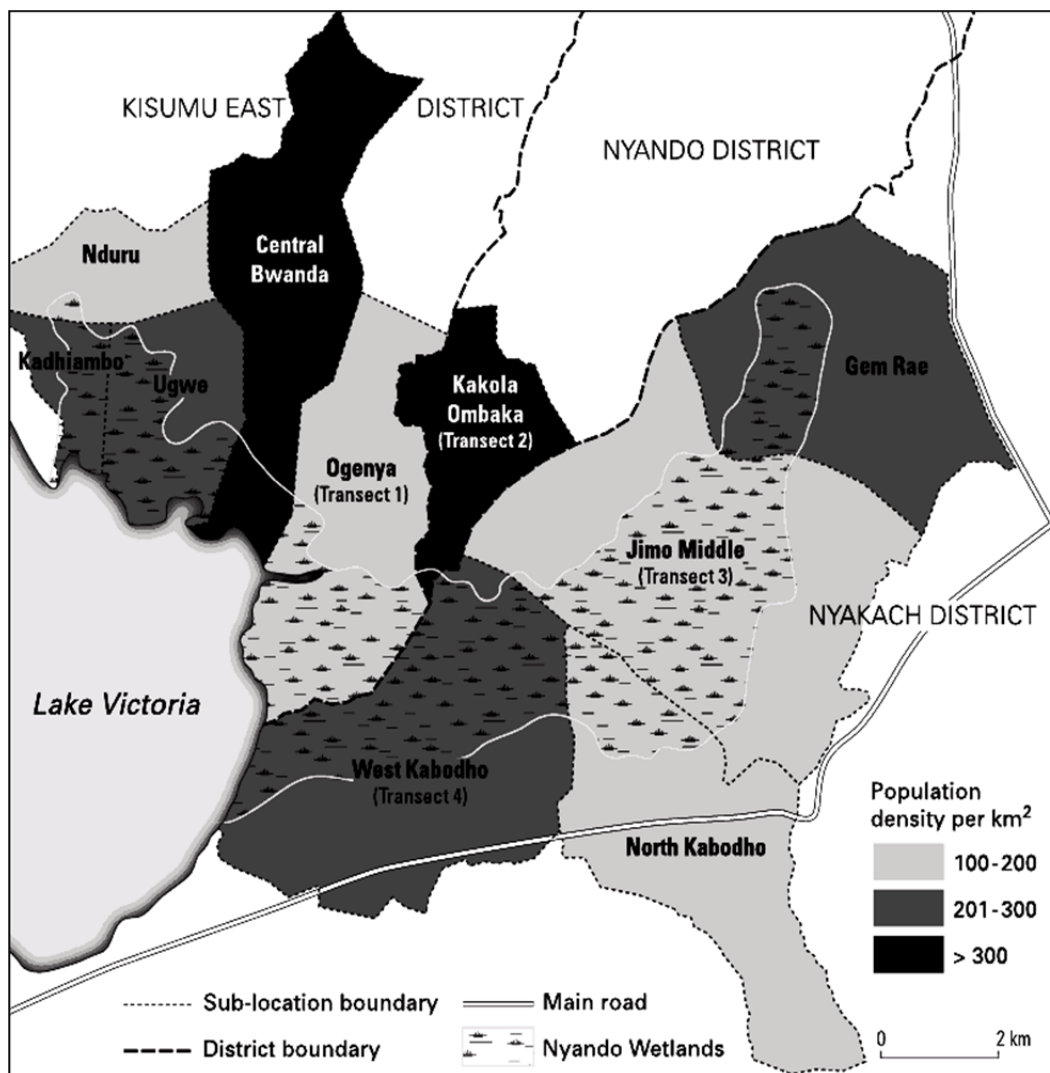 KISUMU EAST
DISTRICT
NYANDO DISTRICT
Nduru
Central
Bwanda
Kadhiambo
Ugwe
Kakola
Ombaka
(Transect 2)
Gem Rae
Ogenya
(Transect 1)
Jimo Middle
(Transect 3)
NYAKACH DISTRICT
Lake Victoria
West Kabodho
(Transect 4)
North Kabodho
Population
density per km²
100-200
201-300
> 300
Sub-location boundary
Main road
District boundary
Nyando Wetlands
0 2 km